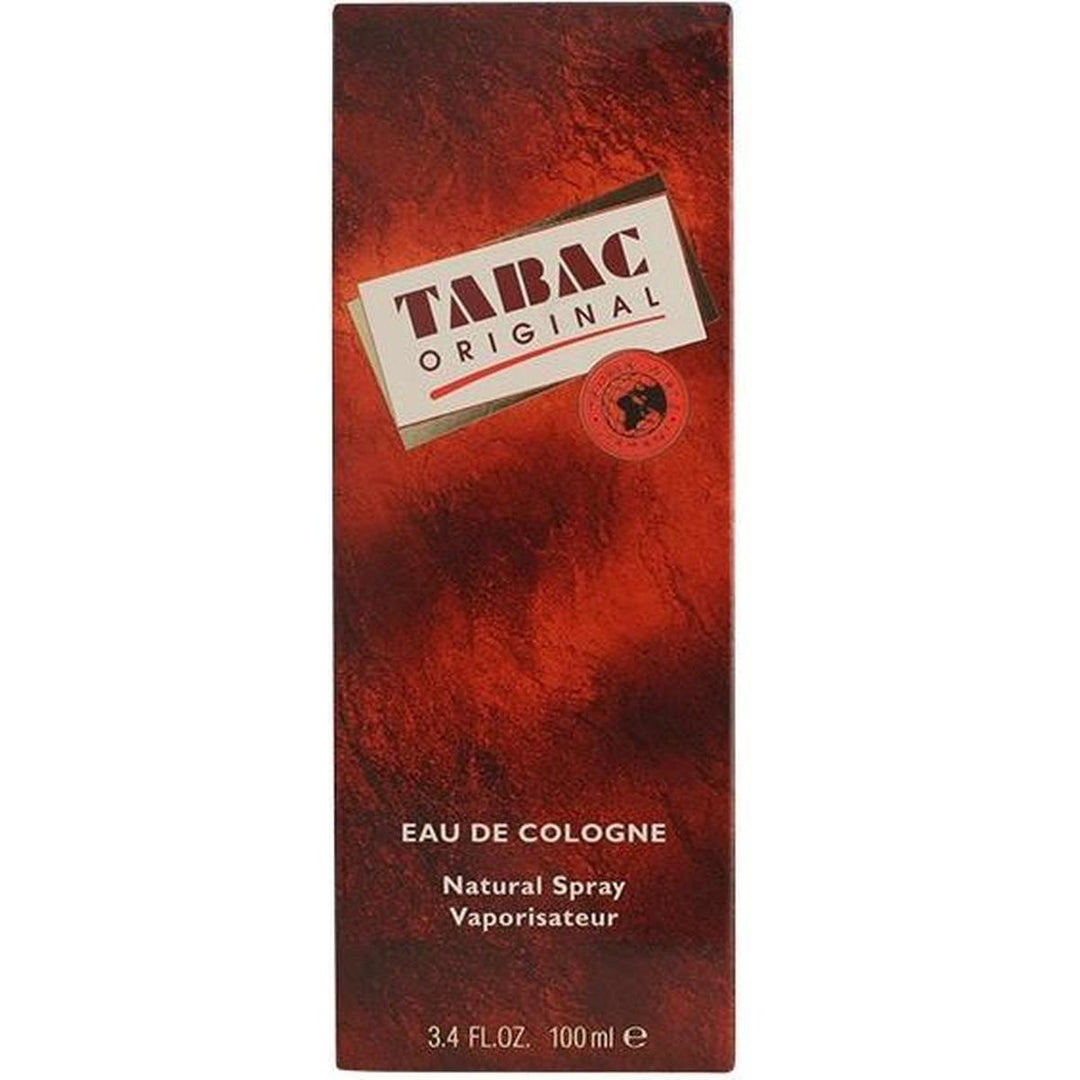 TABAC
ORIGINAL
EAU DE COLOGNE
Natural Spray
Vaporisateur
3.4 FL.OZ. 100 ml ℮